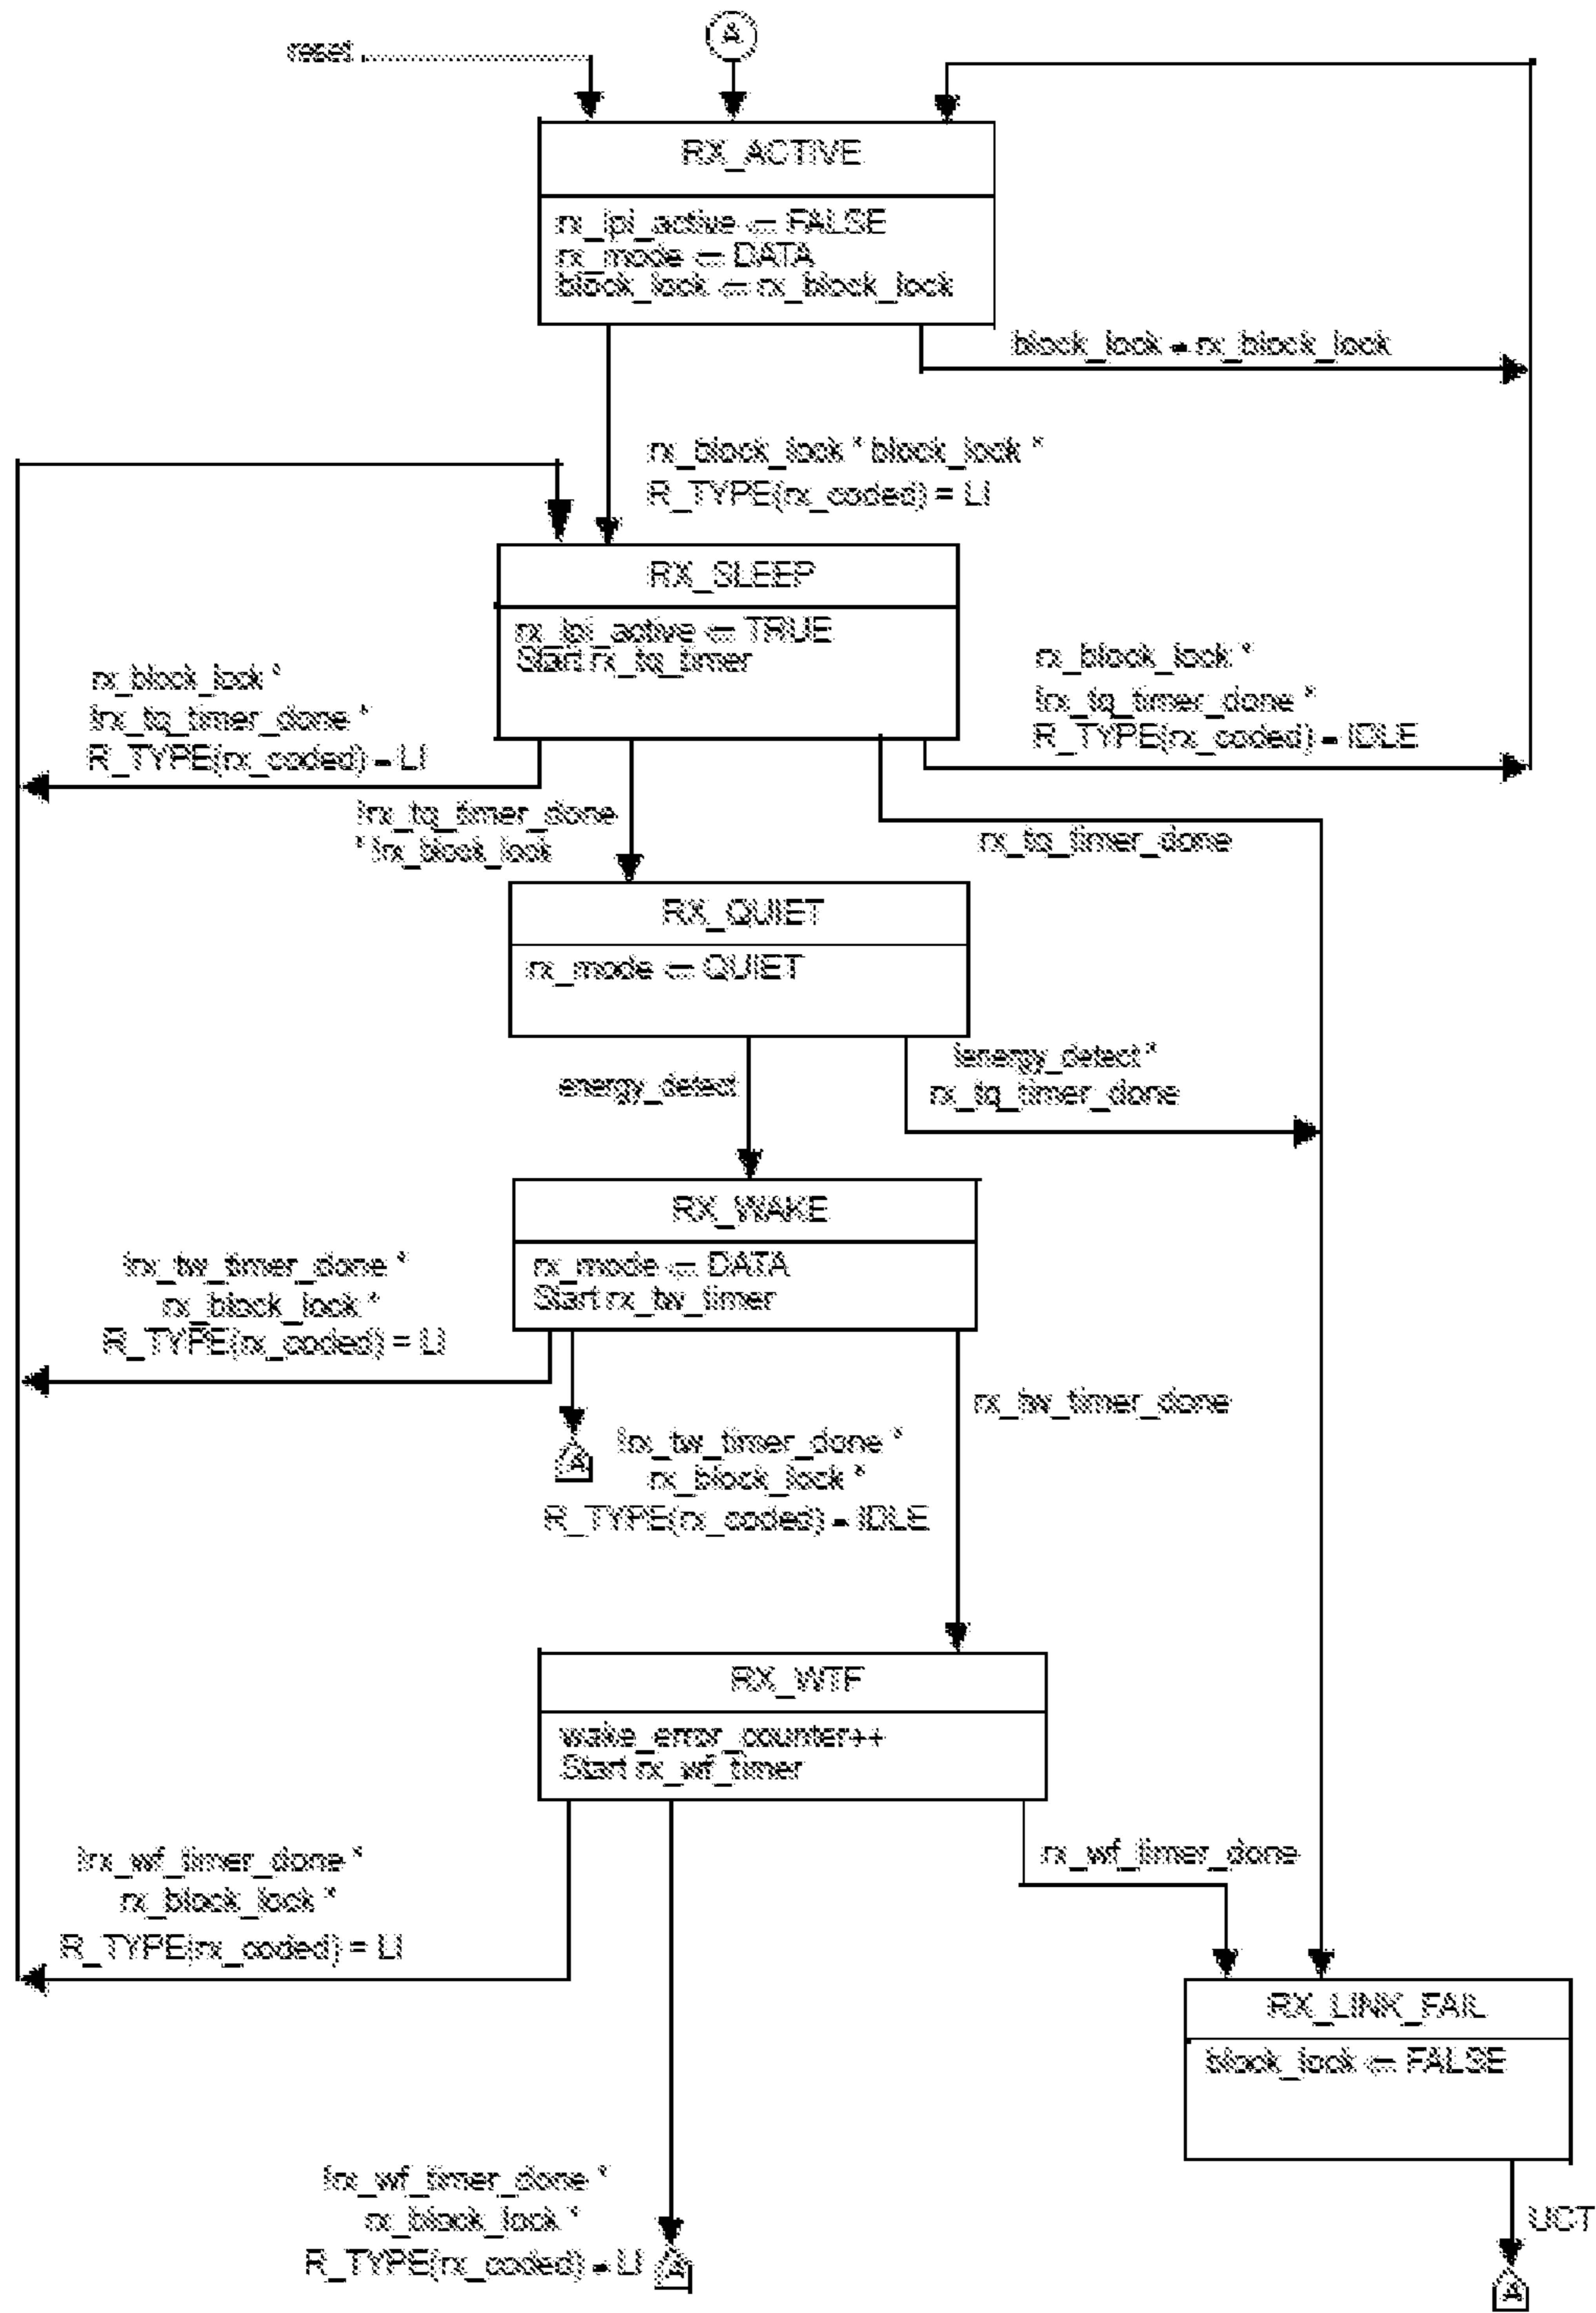 reset
A
RX_ACTIVE
rx_lpi_active ⇐ FALSE
rx_mode ⇐ DATA
block_lock ⇐ rx_block_lock
block_lock ≠ rx_block_lock
rx_block_lock * block_lock *
R_TYPE(rx_coded) = LI
RX_SLEEP
rx_lpi_active ⇐ TRUE
Start rx_tq_timer
rx_block_lock *
!rx_tq_timer_done *
R_TYPE(rx_coded) = LI
rx_block_lock *
!rx_tq_timer_done *
R_TYPE(rx_coded) = IDLE
!rx_tq_timer_done
* !rx_block_lock
rx_tq_timer_done
RX_QUIET
rx_mode ⇐ QUIET
energy_detect
!energy_detect *
rx_tq_timer_done
RX_WAKE
rx_mode ⇐ DATA
Start rx_tw_timer
!rx_tw_timer_done *
rx_block_lock *
R_TYPE(rx_coded) = LI
rx_tw_timer_done
A
!rx_tw_timer_done *
rx_block_lock *
R_TYPE(rx_coded) = IDLE
RX_WTF
wake_error_counter++
Start rx_wf_timer
!rx_wf_timer_done *
rx_block_lock *
R_TYPE(rx_coded) = LI
rx_wf_timer_done
RX_LINK_FAIL
block_lock ⇐ FALSE
!rx_wf_timer_done *
rx_block_lock *
R_TYPE(rx_coded) = LI
A
UCT
A